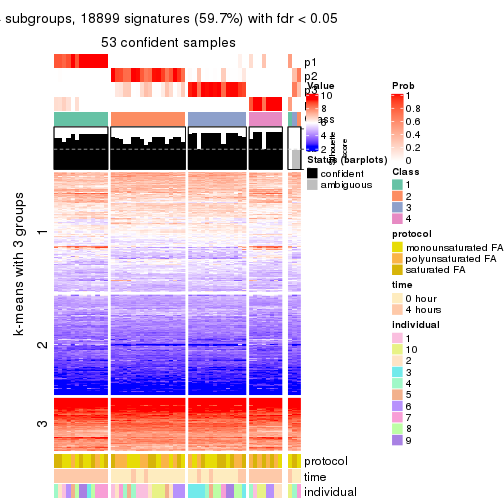 subgroups, 18899 signatures (59.7%) with fdr < 0.05
53 confident samples
p1
p2
p3
Value
10
8
6
4
2
Silhouette
score
Status (barplots)
confident
ambiguous
k-means with 3 groups
1
2
3
protocol
time
individual
Prob
1
0.8
0.6
0.4
0.2
0
Class
1
2
3
4
protocol
monounsaturated FA
polyunsaturated FA
saturated FA
time
0 hour
4 hours
individual
1
10
2
3
4
5
6
7
8
9